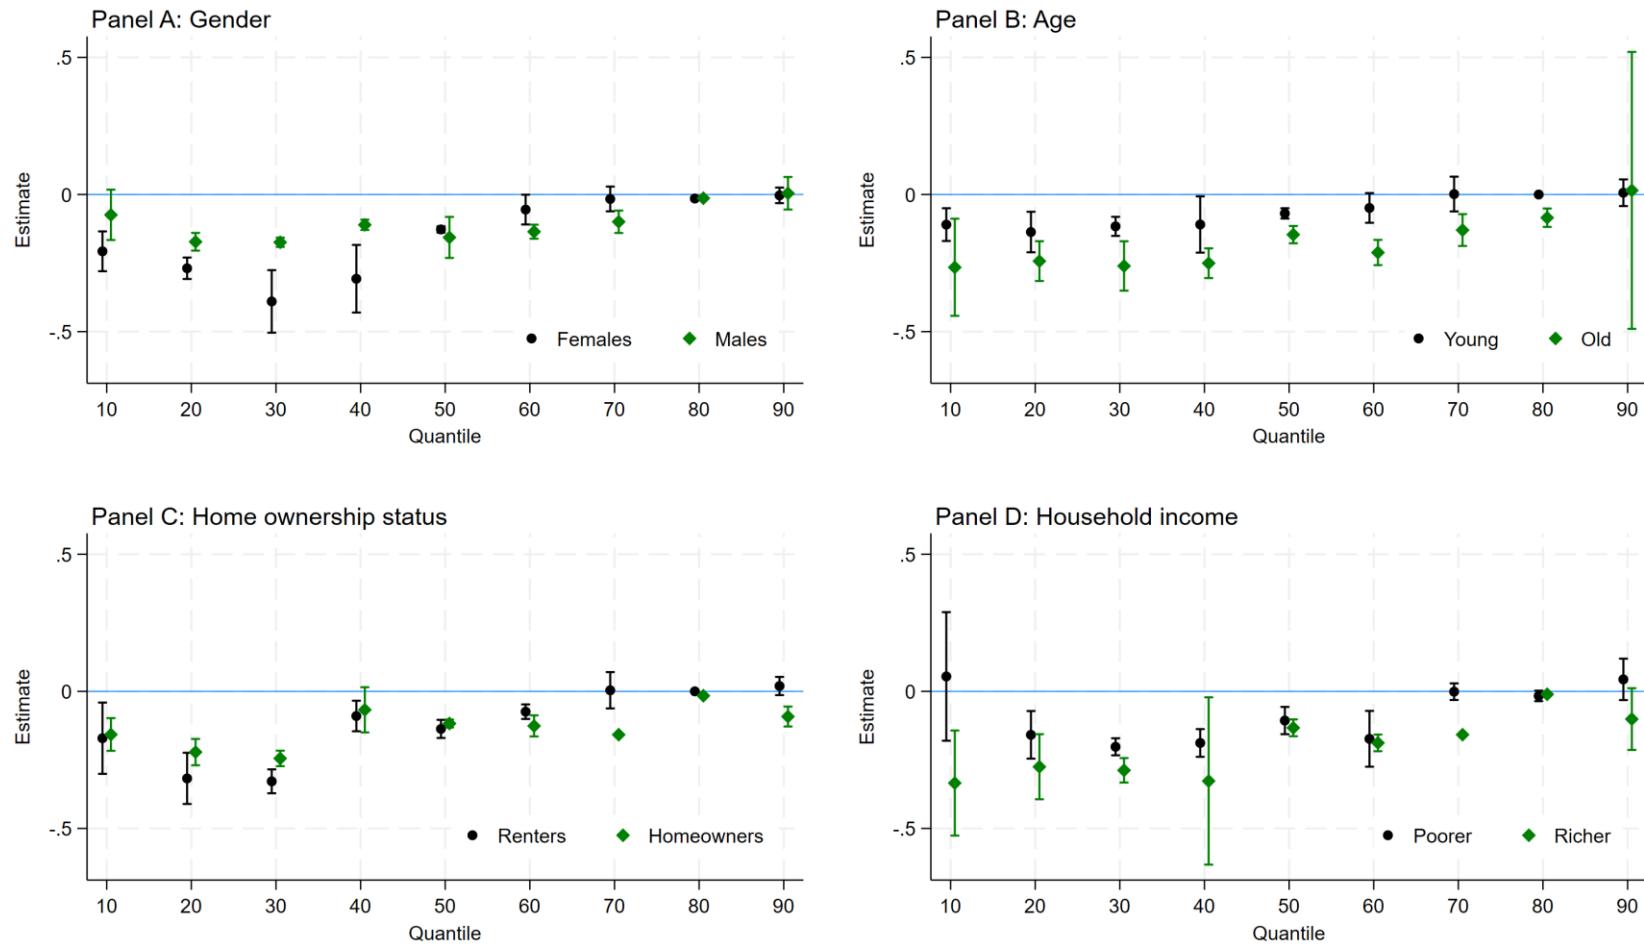 Panel A: Gender
.5
0
-.5
Estimate
Females
Males
10 20 30 40 50 60 70 80 90
Quantile
Panel B: Age
.5
0
-.5
Estimate
Young
Old
10 20 30 40 50 60 70 80 90
Quantile
Panel C: Home ownership status
.5
0
-.5
Estimate
Renters
Homeowners
10 20 30 40 50 60 70 80 90
Quantile
Panel D: Household income
.5
0
-.5
Estimate
Poorer
Richer
10 20 30 40 50 60 70 80 90
Quantile